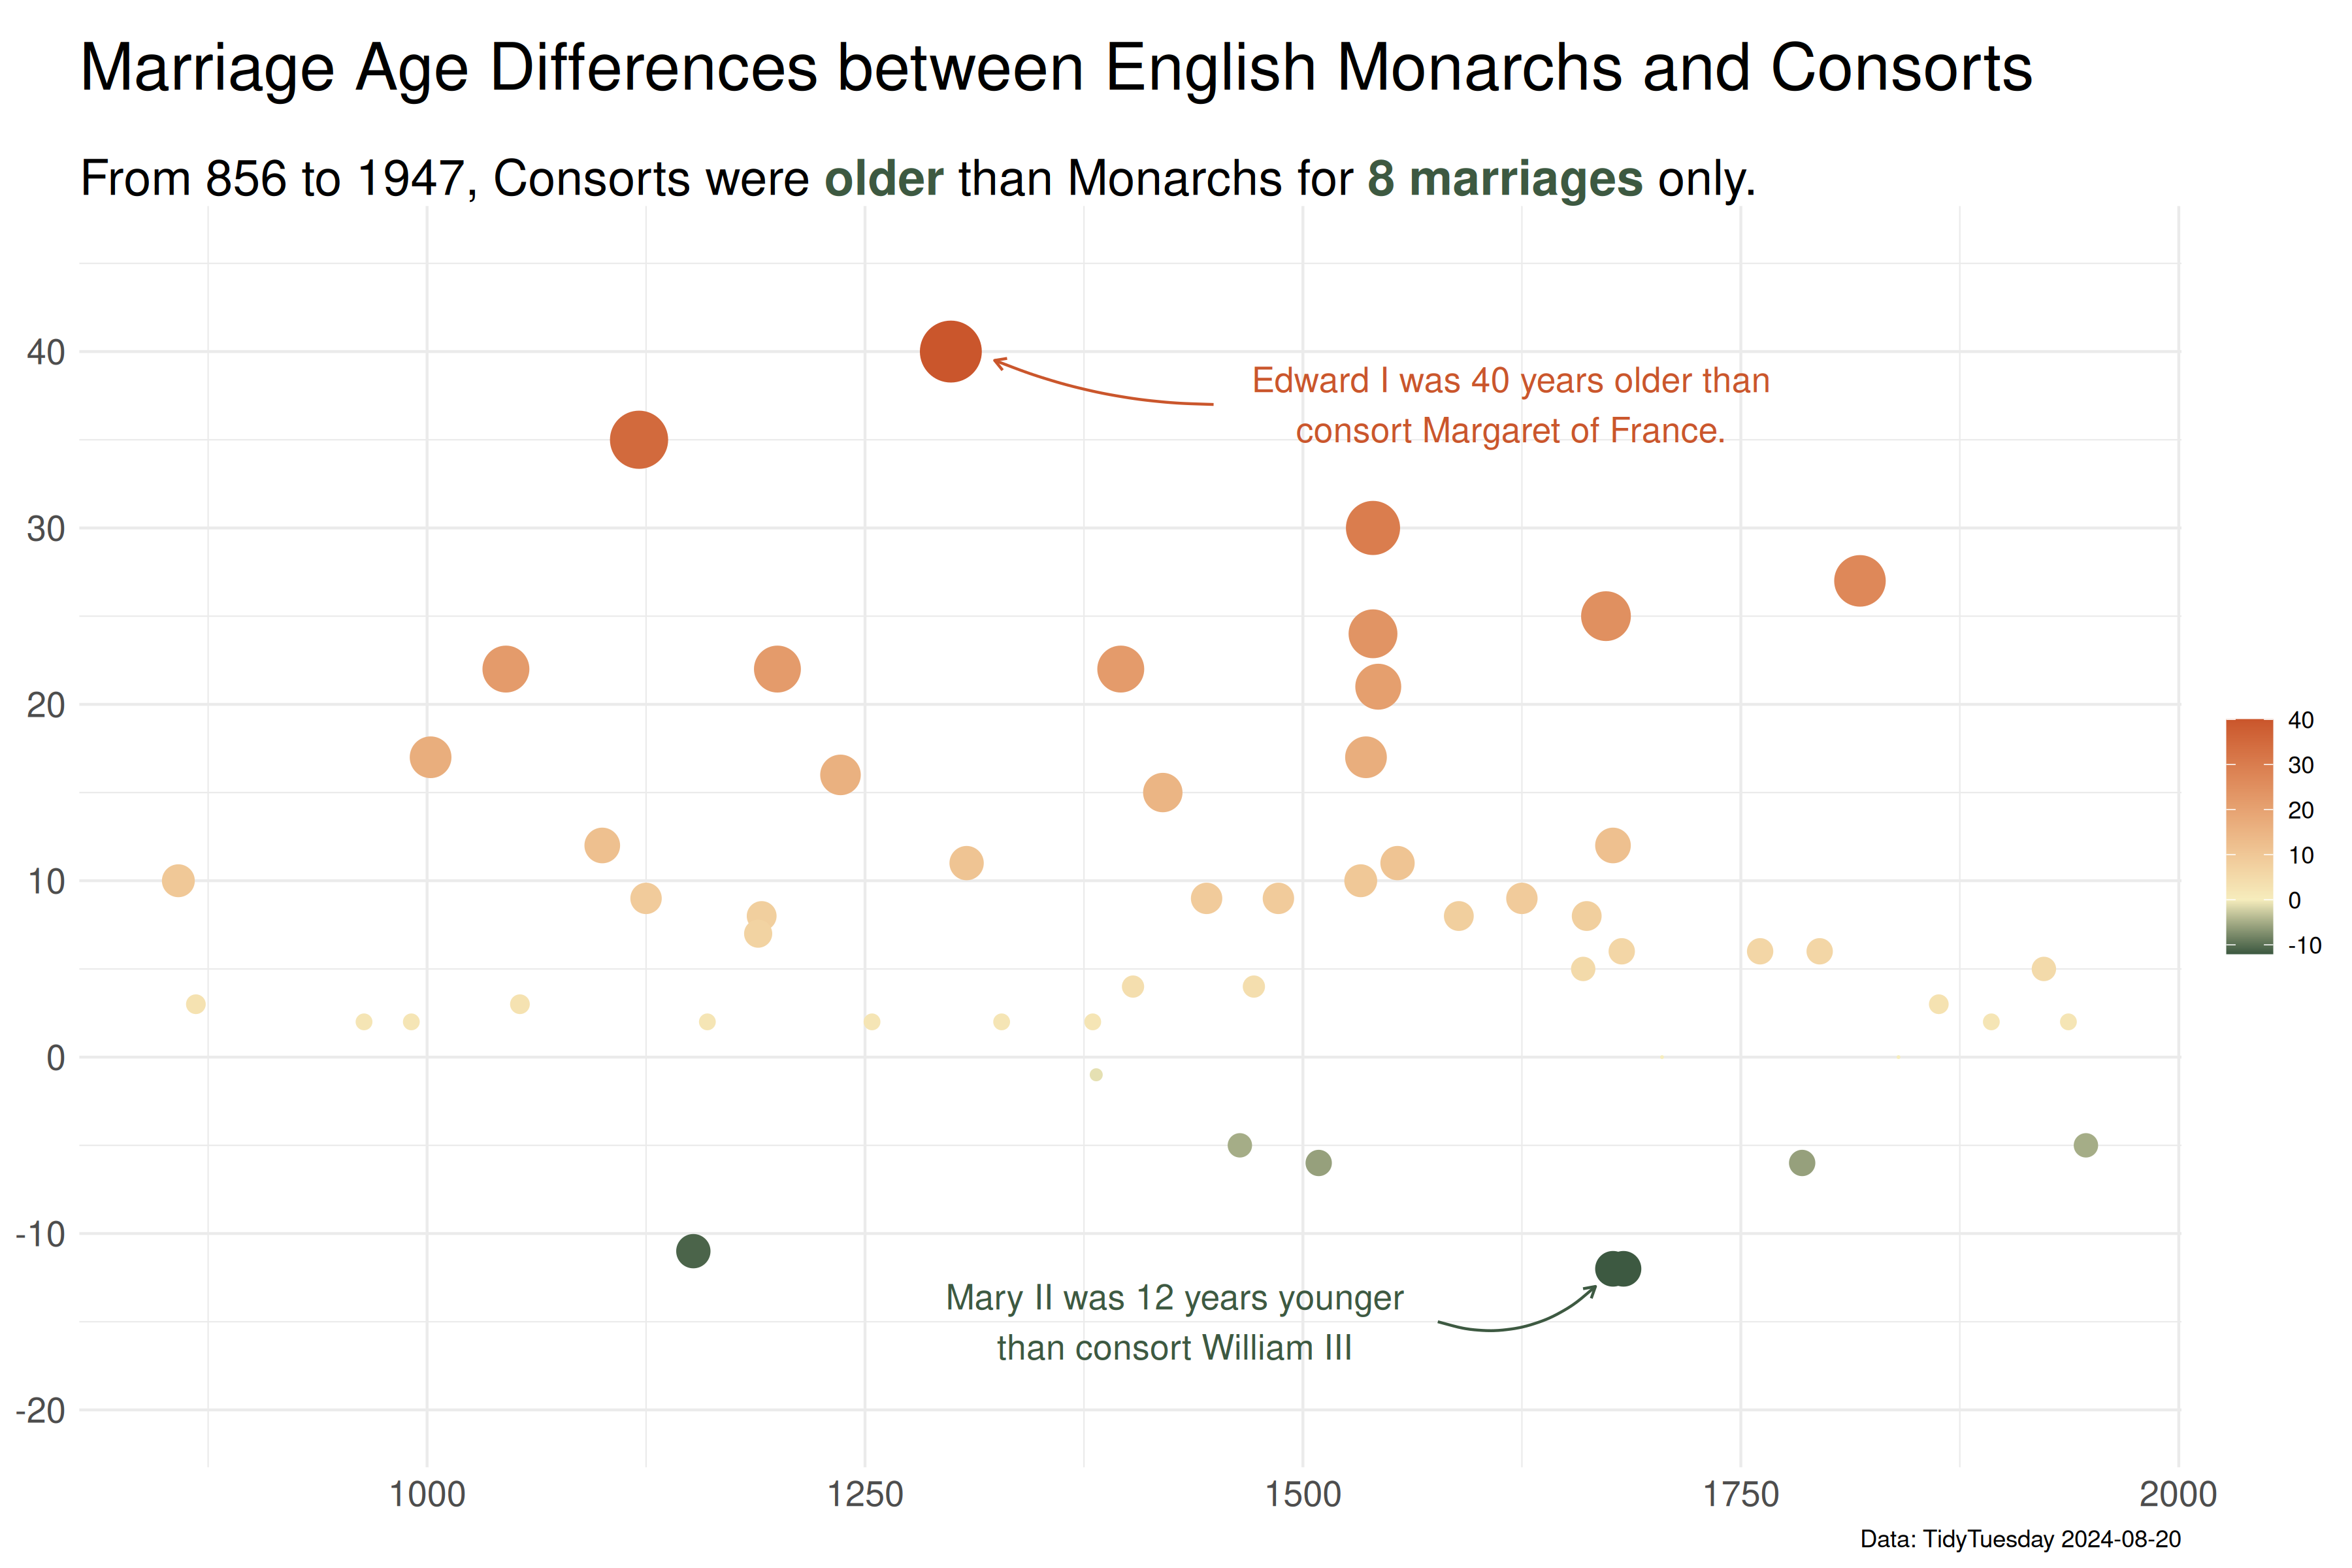 Marriage Age Differences between English Monarchs and Consorts
From 856 to 1947, Consorts were older than Monarchs for 8 marriages only.
40
30
20
10
0
-10
-20
Edward I was 40 years older than
consort Margaret of France.
Mary II was 12 years younger
than consort William III
40
30
20
10
0
-10
1000
1250
1500
1750
2000
Data: TidyTuesday 2024-08-20